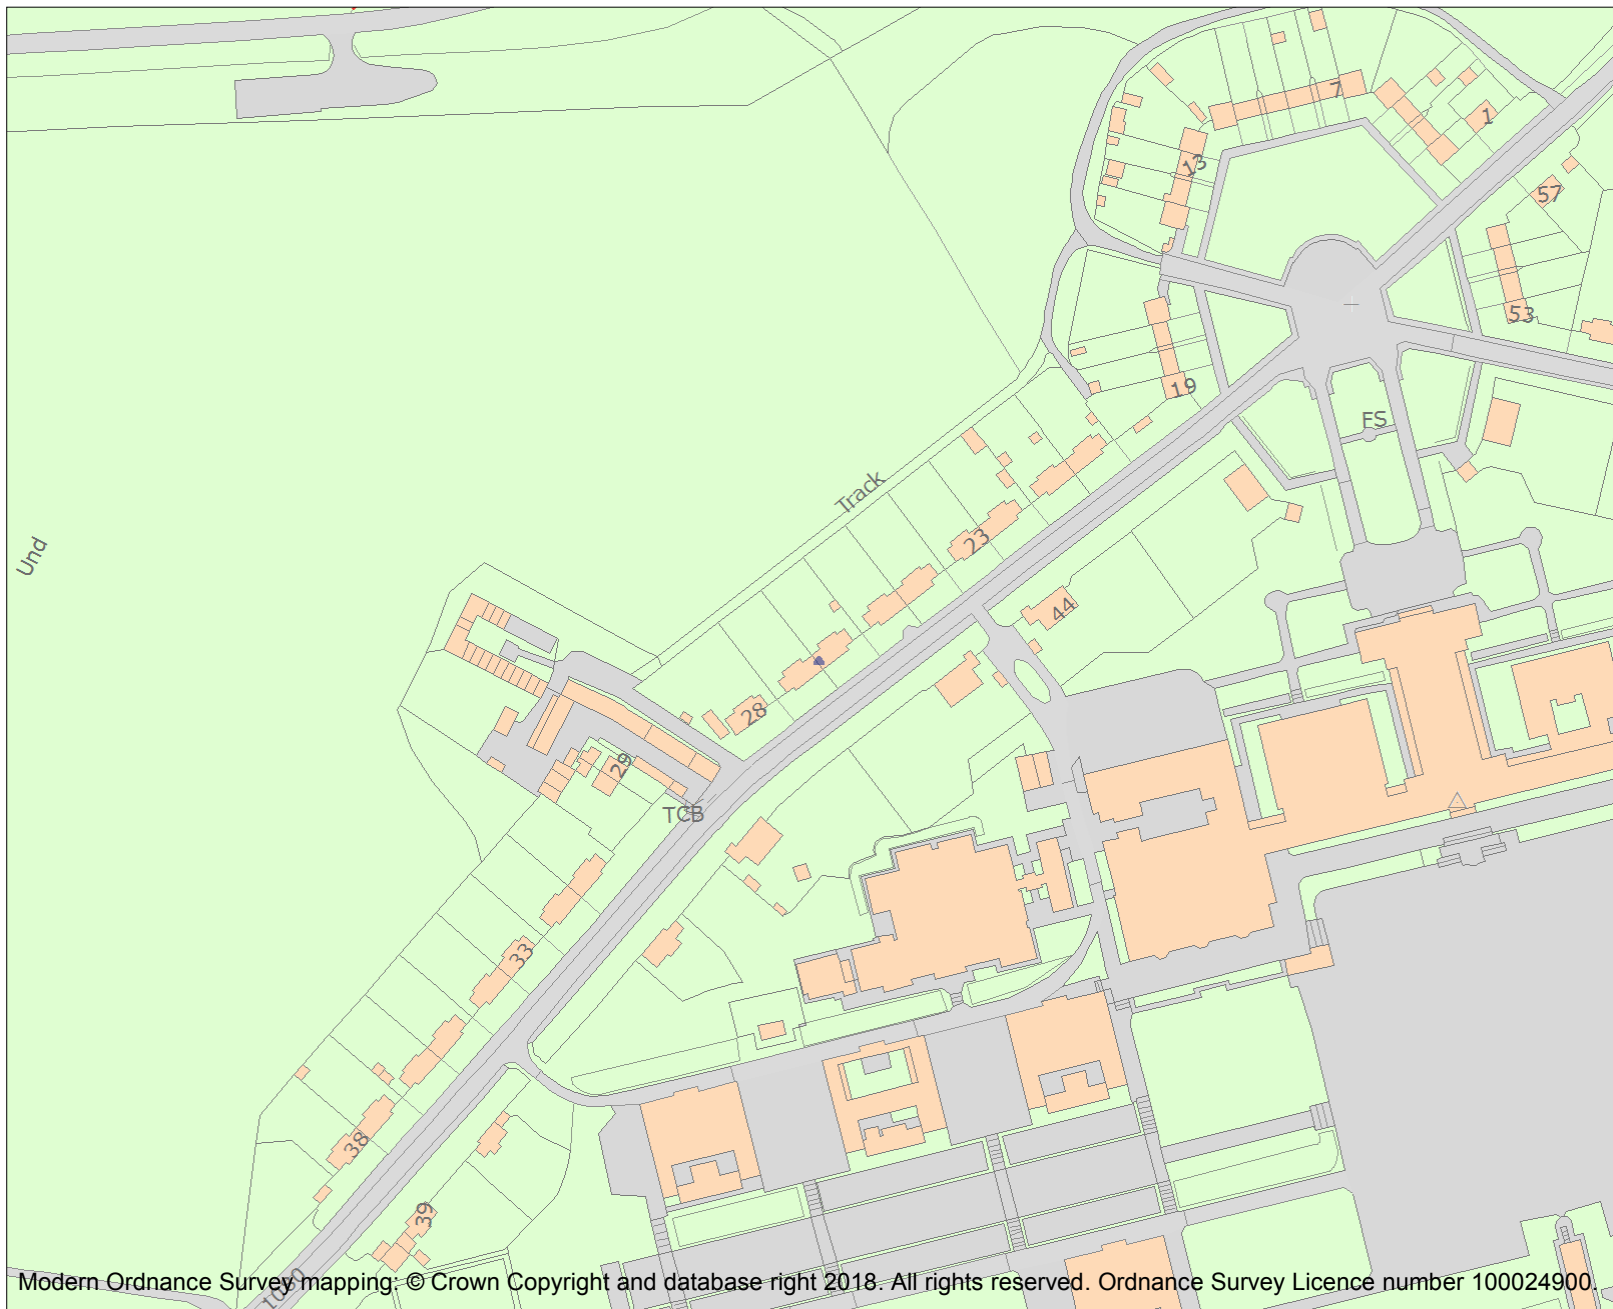 7
1
13
57
53
19
FS
Track
23
Und
44
28
29
TCB
33
38
39
Modern Ordnance Survey mapping: © Crown Copyright and database right 2018. All rights reserved. Ordnance Survey Licence number 100024900.